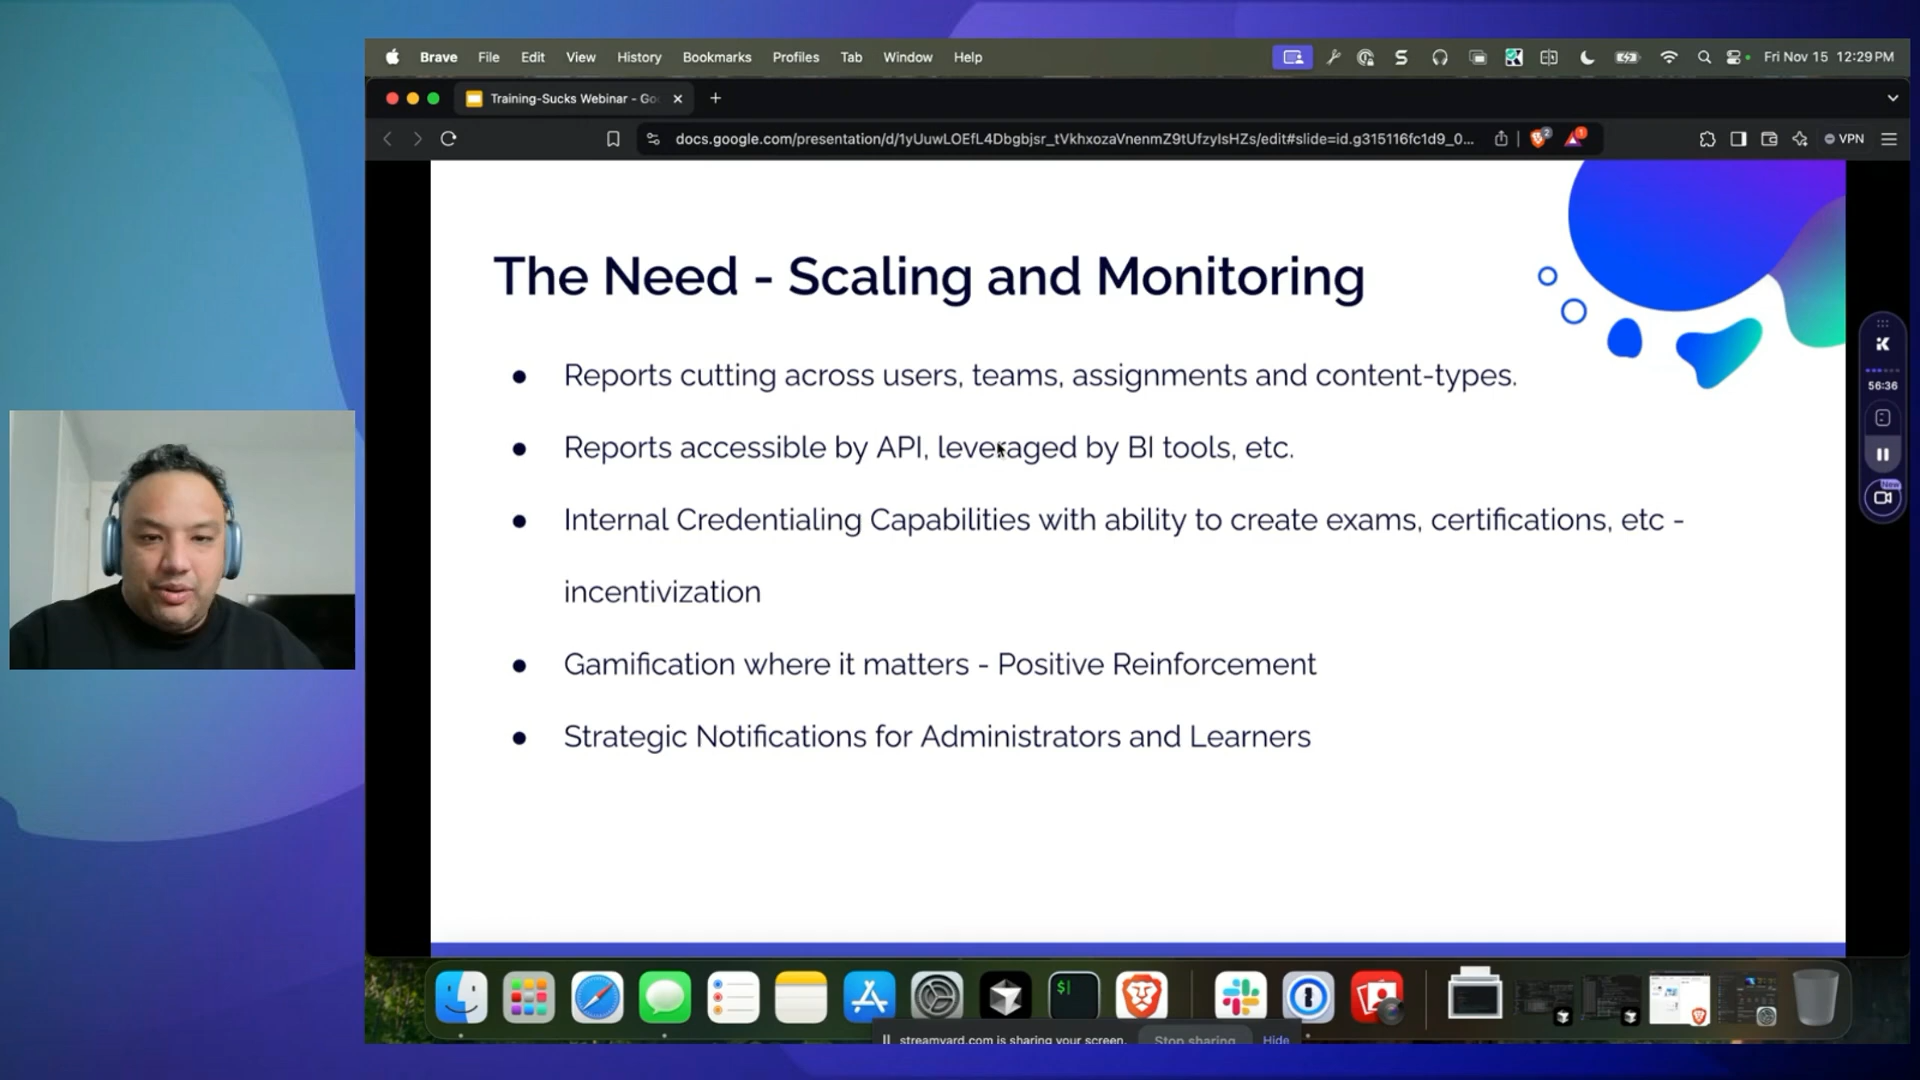 Brave File Edit View History Bookmarks Profiles Tab Window Help Fri Nov 15 12:29 PM
Training-Sucks Webinar - Goo
docs.google.com/presentation/d/1yUuwLOEfL4Dbgbjsr_tVkhxozaVnenmZ9tUfzyIsHZs/edit#slide=id.g315116fc1d9_0... 2 1 VPN
The Need - Scaling and Monitoring
● Reports cutting across users, teams, assignments and content-types.
● Reports accessible by API, leveraged by BI tools, etc.
● Internal Credentialing Capabilities with ability to create exams, certifications, etc -
incentivization
● Gamification where it matters - Positive Reinforcement
● Strategic Notifications for Administrators and Learners
56:36
New
$
streamyard.com is sharing your screen. Stop sharing Hide